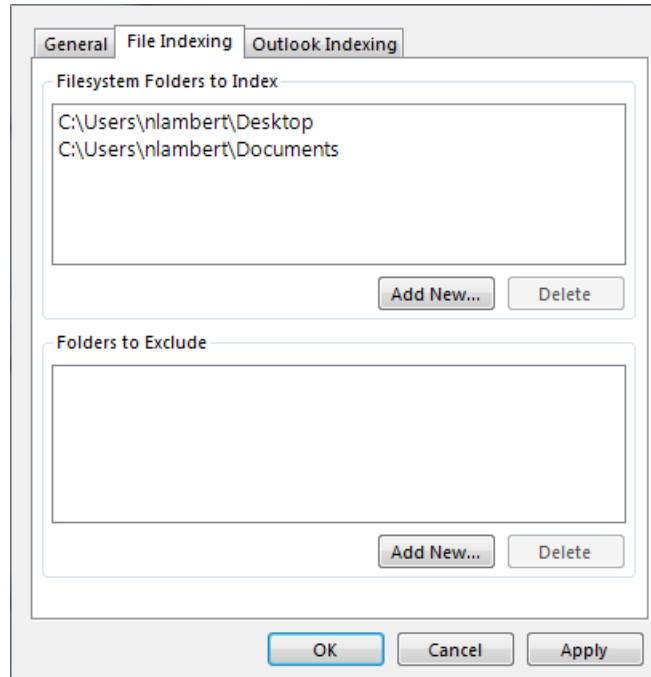 General File Indexing Outlook Indexing
Filesystem Folders to Index
C:\Users\nlambert\Desktop
C:\Users\nlambert\Documents
Add New... Delete
Folders to Exclude
Add New... Delete
OK Cancel Apply